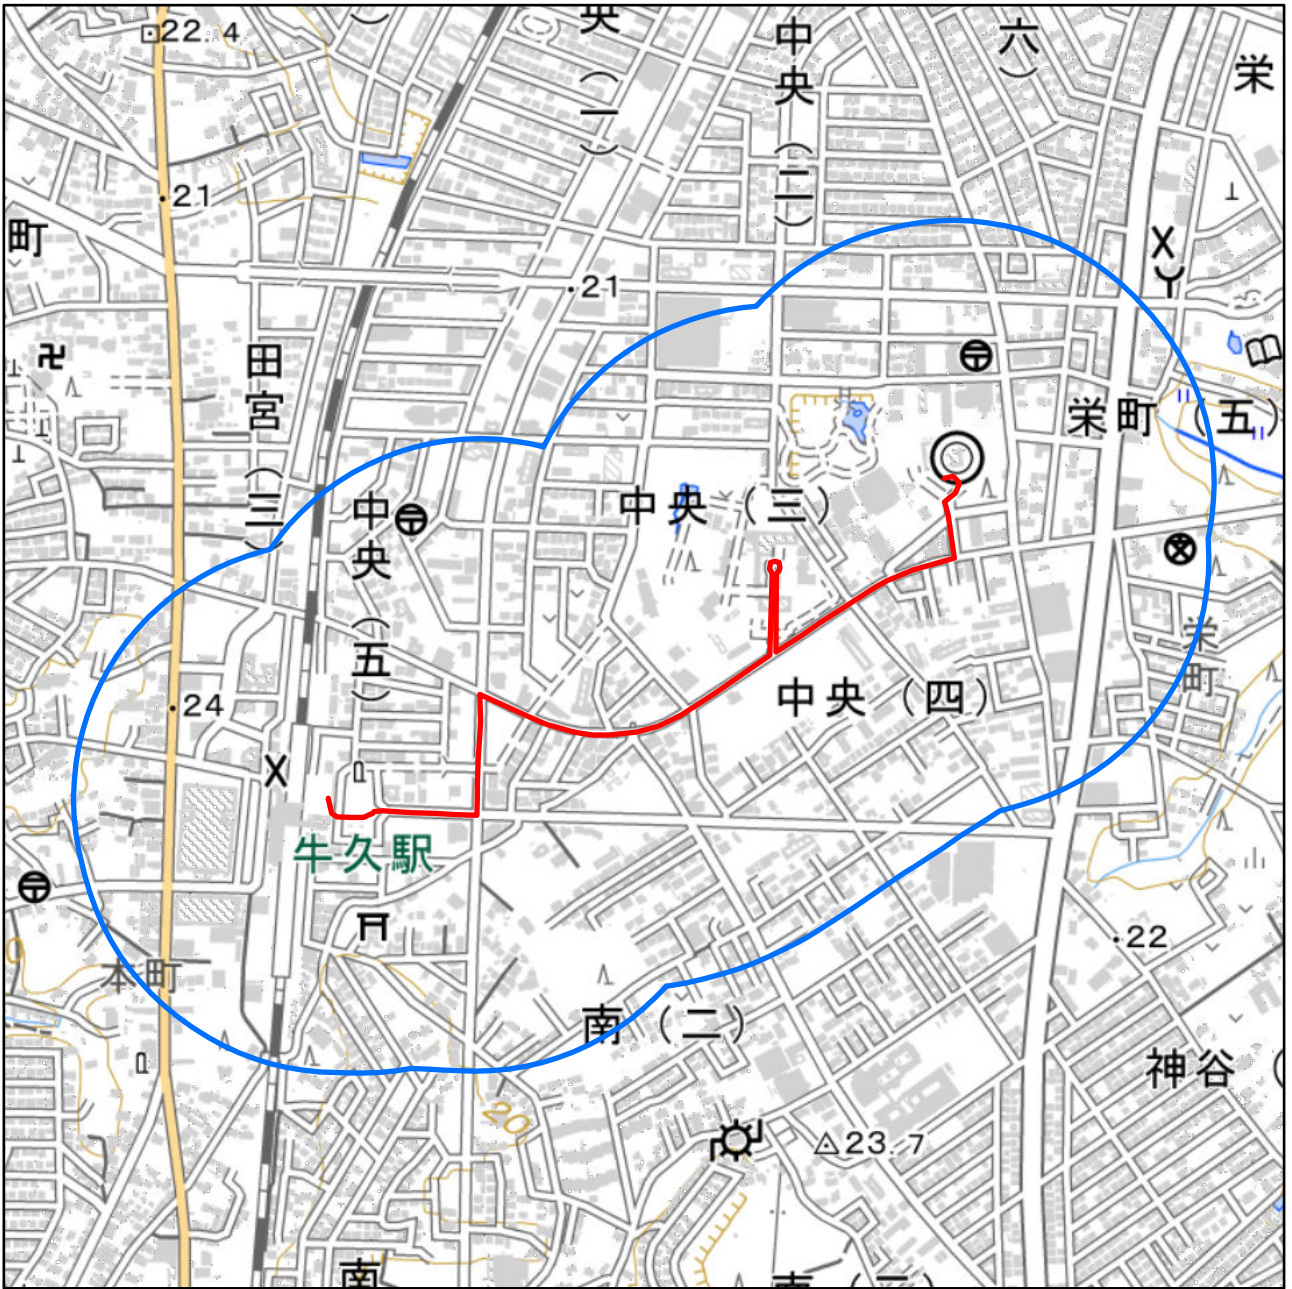 22.4
央(一)
中央(二)
六)
栄
21
町
21
田宮(三)
栄町(五)
中央(三)
中央(五)
栄町
24
中央(四)
牛久駅
22
本町
南(二)
神谷(
20
23.7
南